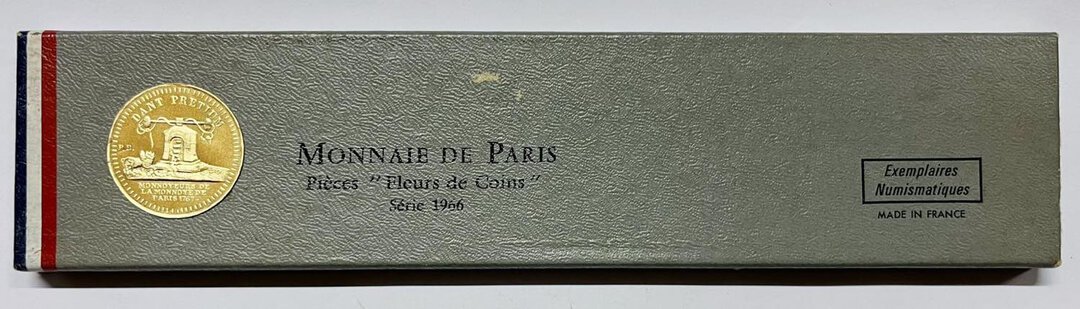 DANT PRETIUM
P.D.
MONNOYEURS DE
LA MONNOYE DE
PARIS 1767
MONNAIE DE PARIS
Pièces "Fleurs de Coins"
Série 1966
Exemplaires
Numismatiques
MADE IN FRANCE